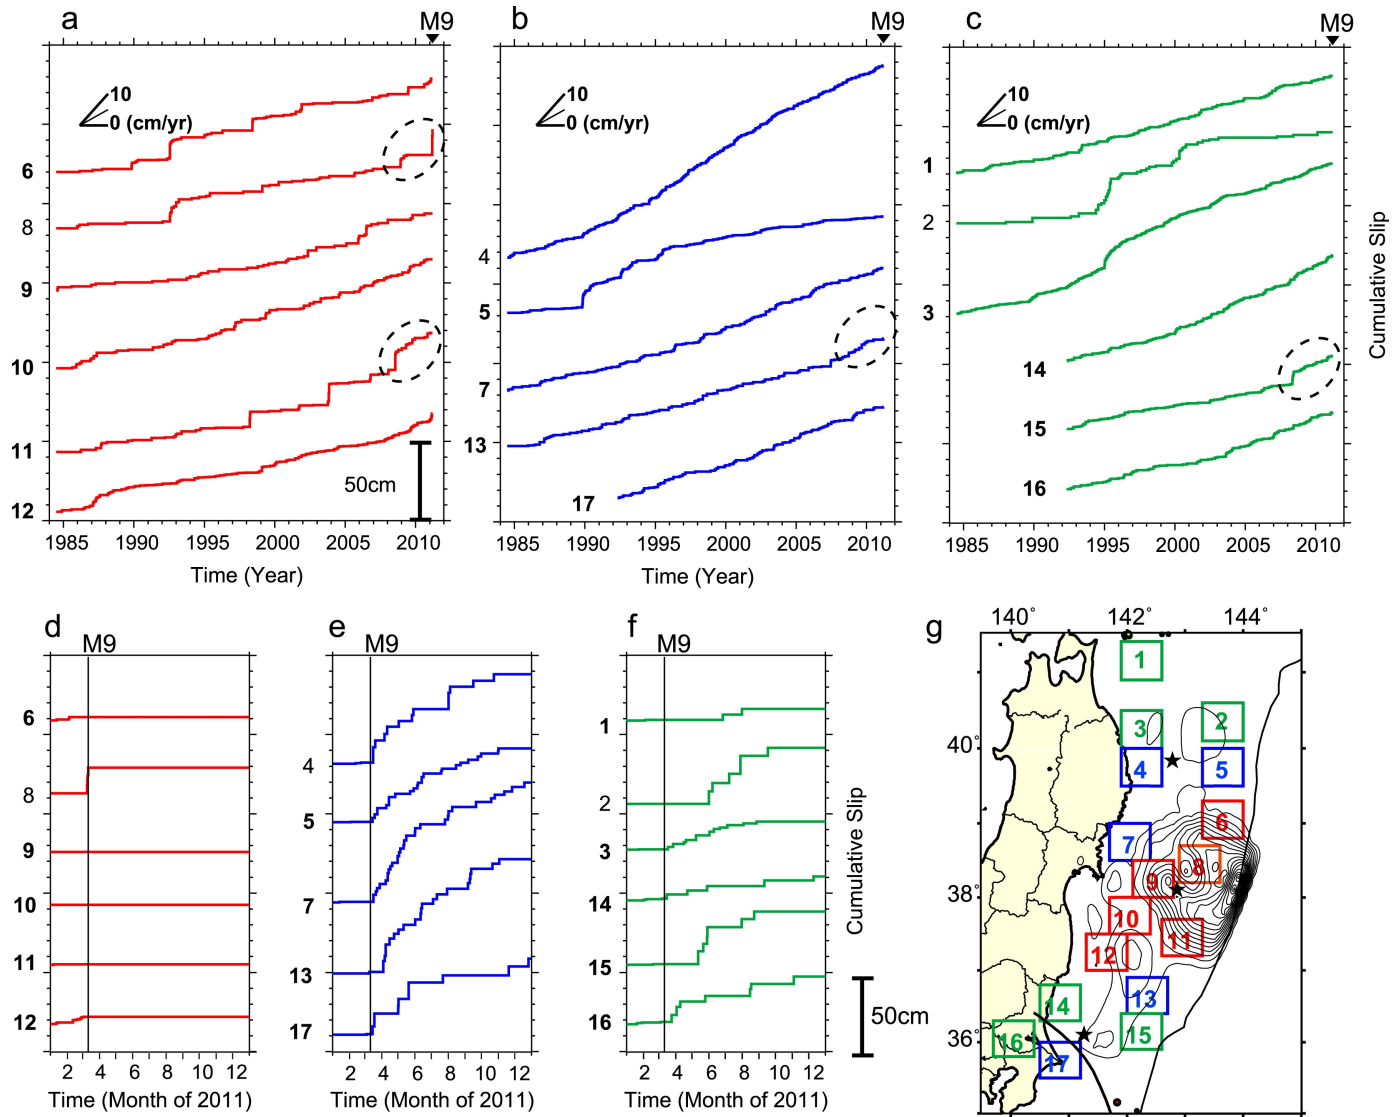 a
M9
10
0 (cm/yr)
6
8
9
10
11
12
50cm
1985 1990 1995 2000 2005 2010
Time (Year)
b
M9
10
0 (cm/yr)
4
5
7
13
17
1985 1990 1995 2000 2005 2010
Time (Year)
c
M9
10
0 (cm/yr)
1
2
3
14
15
16
1985 1990 1995 2000 2005 2010
Cumulative Slip
d
M9
6
8
9
10
11
12
2 4 6 8 10 12
Time (Month of 2011)
e
M9
4
5
7
13
17
2 4 6 8 10 12
Time (Month of 2011)
f
M9
1
2
3
14
15
16
2 4 6 8 10 12
Time (Month of 2011)
Cumulative Slip
50cm
g
140° 142° 144°
40°
38°
36°
1
2
3
4
5
6
7
8
9
10
11
12
13
14
15
16
17